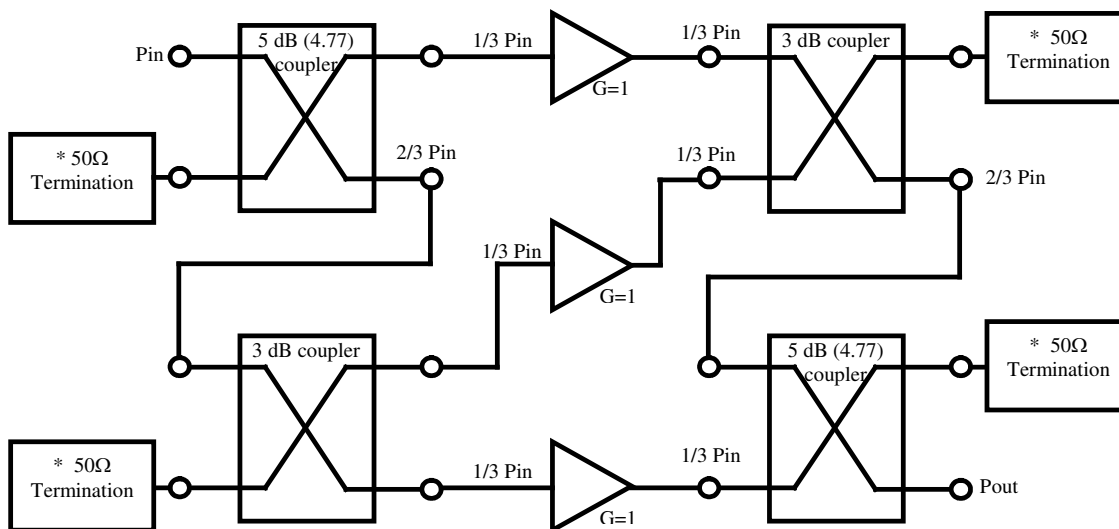 Pin
5 dB (4.77)
coupler
1/3 Pin
G=1
1/3 Pin
3 dB coupler
* 50Ω
Termination
* 50Ω
Termination
2/3 Pin
1/3 Pin
2/3 Pin
1/3 Pin
G=1
3 dB coupler
5 dB (4.77)
coupler
* 50Ω
Termination
* 50Ω
Termination
1/3 Pin
G=1
1/3 Pin
Pout